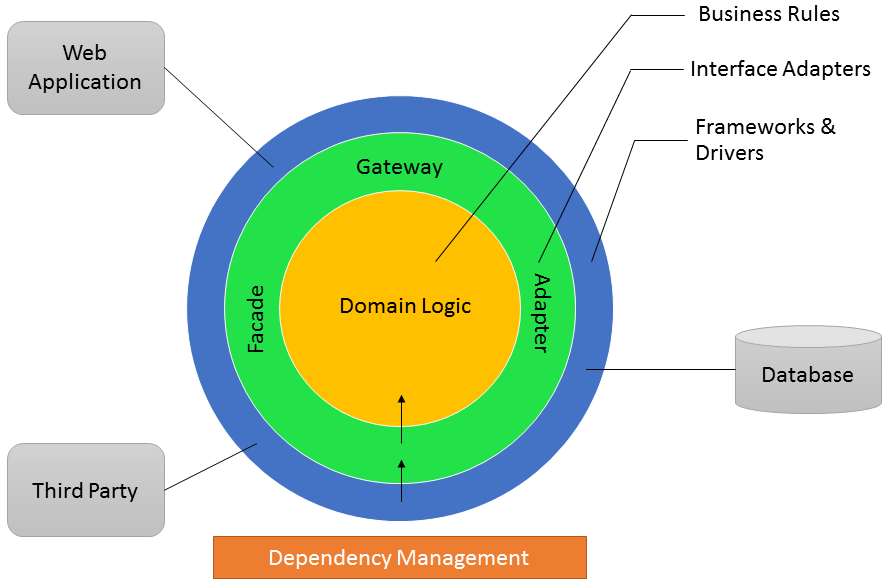 Business Rules
Web
Application
Interface Adapters
Frameworks &
Drivers
Gateway
Facade
Domain Logic
Adapter
Database
Third Party
Dependency Management